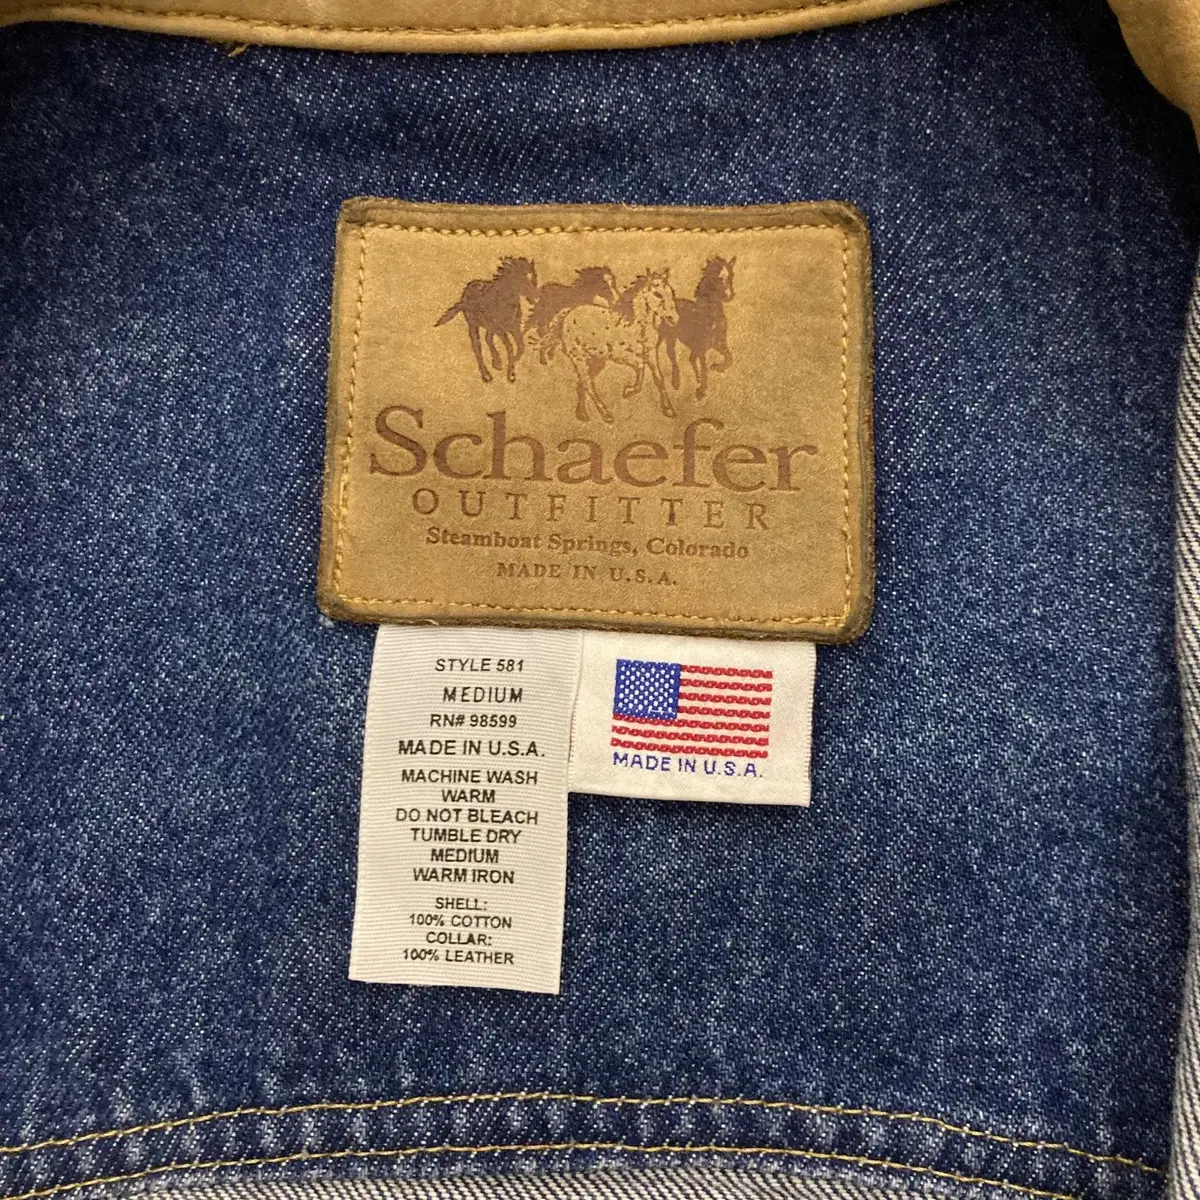 Schaefer
OUTFITTER
Steamboat Springs, Colorado
MADE IN U.S.A.
STYLE 581
MEDIUM
RN# 98599
MADE IN U.S.A.
MACHINE WASH
WARM
DO NOT BLEACH
TUMBLE DRY
MEDIUM
WARM IRON
SHELL:
100% COTTON
COLLAR:
100% LEATHER
MADE IN U.S.A.